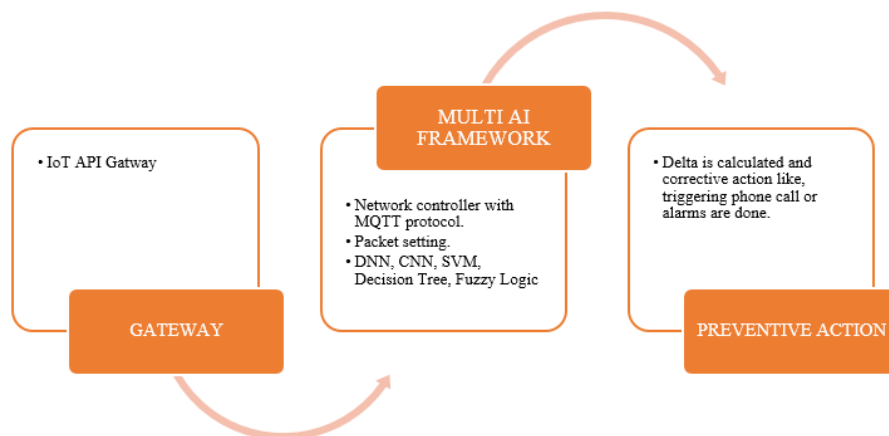 • IoT API Gatway
GATEWAY
MULTI AI
FRAMEWORK
• Network controller with
MQTT protocol.
• Packet setting.
• DNN, CNN, SVM,
Decision Tree, Fuzzy Logic
• Delta is calculated and
corrective action like,
triggering phone call or
alarms are done.
PREVENTIVE ACTION